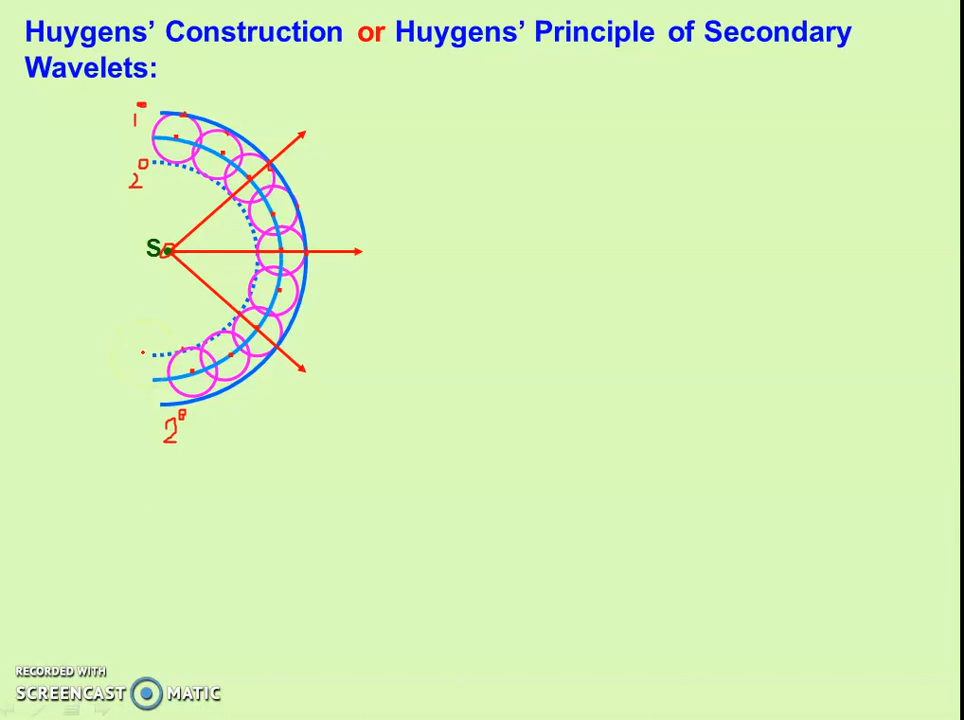 Huygens’ Construction or Huygens’ Principle of Secondary
Wavelets:
1°
2°
S
2°
RECORDED WITH
SCREENCAST MATIC